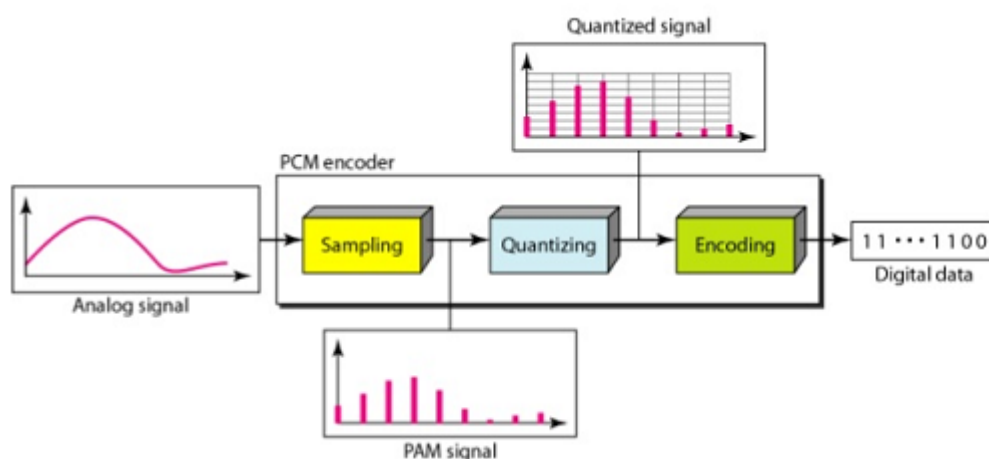 Quantized signal
PCM encoder
Sampling
Quantizing
Encoding
11···1100
Digital data
Analog signal
PAM signal